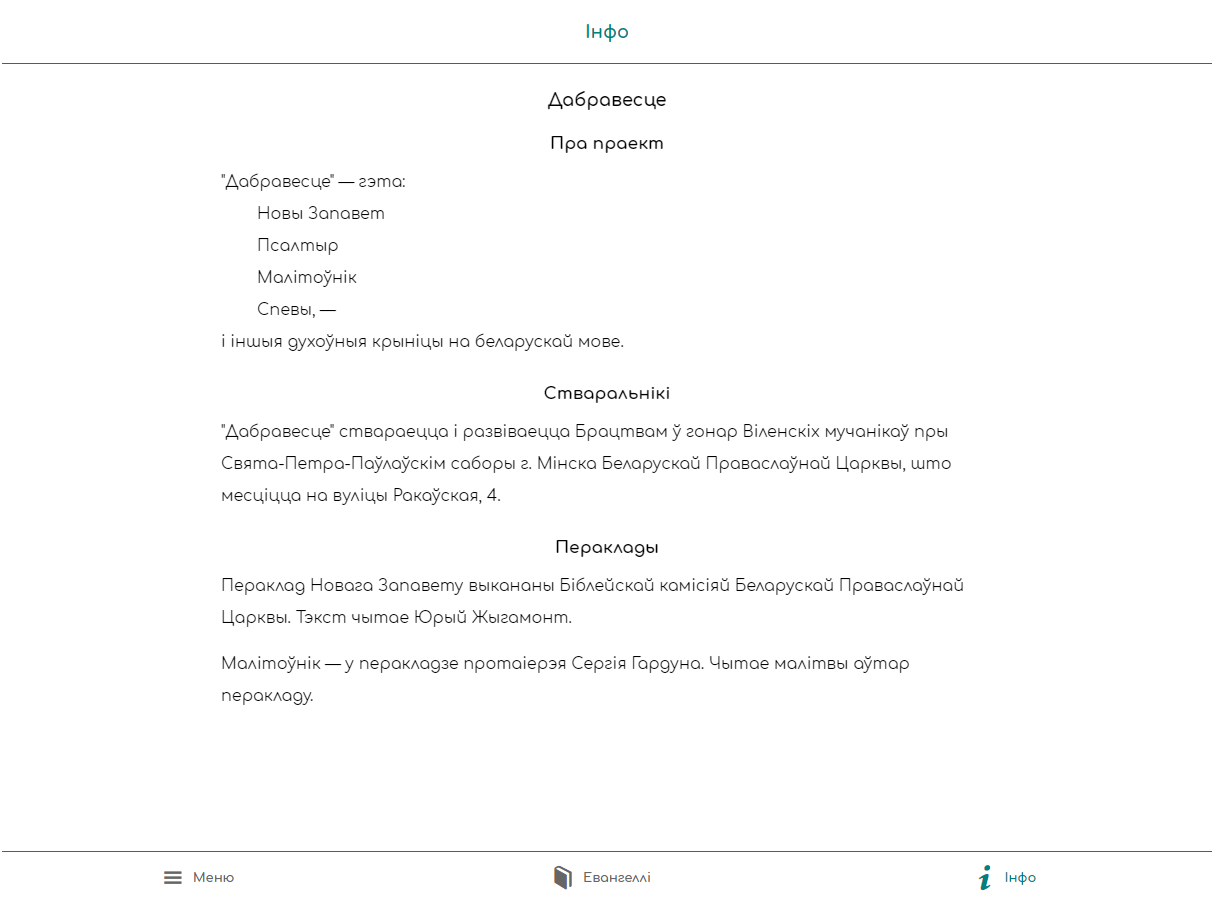 Інфо
Дабравесце
Пра праект
"Дабравесце" — гэта:
Новы Запавет
Псалтыр
Малітоўнік
Спевы, —
і іншыя духоўныя крыніцы на беларускай мове.
Стваральнікі
"Дабравесце" ствараецца і развіваецца Брацтвам ў гонар Віленскіх мучанікаў пры
Свята-Петра-Паўлаўскім саборы г. Мінска Беларускай Праваслаўнай Царквы, што
месціцца на вуліцы Ракаўская, 4.
Пераклады
Пераклад Новага Запавету выкананы Біблейскай камісіяй Беларускай Праваслаўнай
Царквы. Тэкст чытае Юрый Жыгамонт.
Малітоўнік — у перакладзе протаіерэя Сергія Гардуна. Чытае малітвы аўтар
перакладу.
Меню
Евангеллі
Інфо